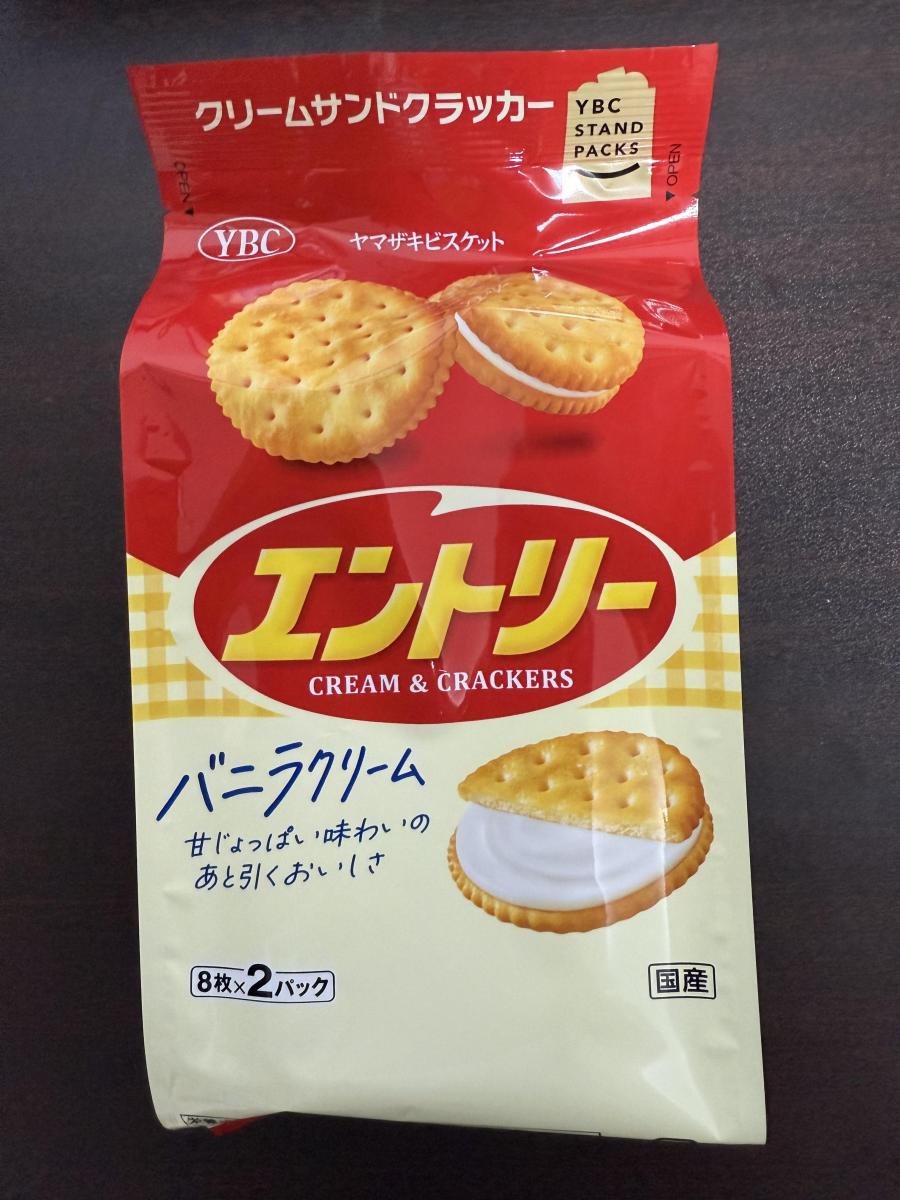 クリームサンドクラッカー
YBC
STAND
PACKS
OPEN
OPEN
YBC
ヤマザキビスケット
エントリー
CREAM & CRACKERS
バニラクリーム
甘じょっぱい味わいの
あと引くおいしさ
8枚×2パック
国産